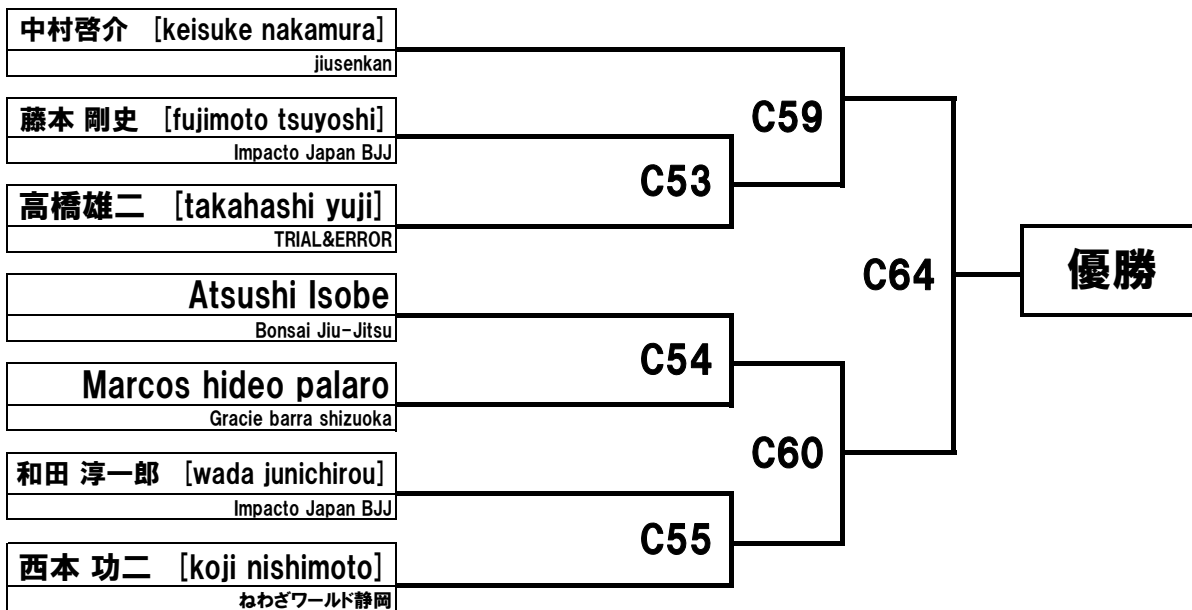 中村啓介 [keisuke nakamura]
jiusenkan
藤本 剛史 [fujimoto tsuyoshi]
Impacto Japan BJJ
高橋雄二 [takahashi yuji]
TRIAL&ERROR
Atsushi Isobe
Bonsai Jiu-Jitsu
Marcos hideo palaro
Gracie barra shizuoka
和田 淳一郎 [wada junichirou]
Impacto Japan BJJ
西本 功二 [koji nishimoto]
ねわざワールド静岡
C53
C54
C55
C59
C60
C64
優勝